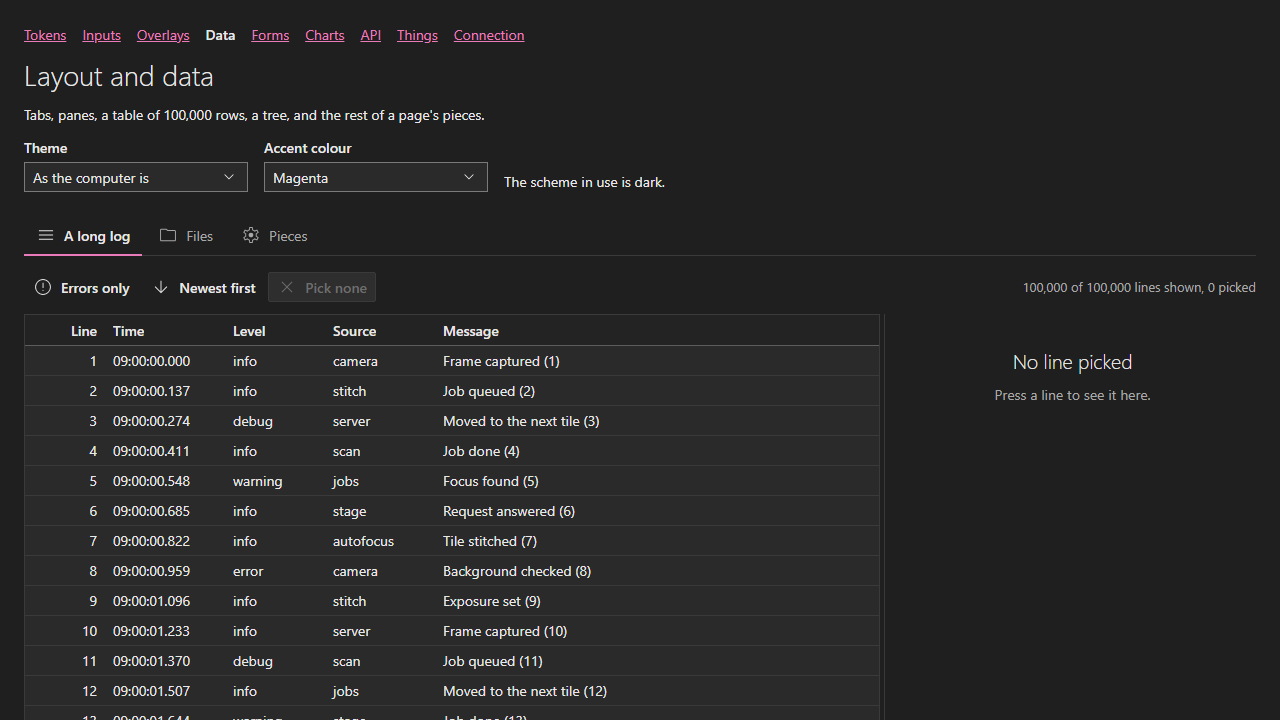 Tokens Inputs Overlays Data Forms Charts API Things Connection
Layout and data
Tabs, panes, a table of 100,000 rows, a tree, and the rest of a page's pieces.
Theme Accent colour
As the computer is Magenta The scheme in use is dark.
A long log Files Pieces
Errors only Newest first Pick none 100,000 of 100,000 lines shown, 0 picked
Line Time Level Source Message
1 09:00:00.000 info camera Frame captured (1)
2 09:00:00.137 info stitch Job queued (2)
3 09:00:00.274 debug server Moved to the next tile (3)
4 09:00:00.411 info scan Job done (4)
5 09:00:00.548 warning jobs Focus found (5)
6 09:00:00.685 info stage Request answered (6)
7 09:00:00.822 info autofocus Tile stitched (7)
8 09:00:00.959 error camera Background checked (8)
9 09:00:01.096 info stitch Exposure set (9)
10 09:00:01.233 info server Frame captured (10)
11 09:00:01.370 debug scan Job queued (11)
12 09:00:01.507 info jobs Moved to the next tile (12)
13 09:00:01.644 warning stage Job done (13)
No line picked
Press a line to see it here.